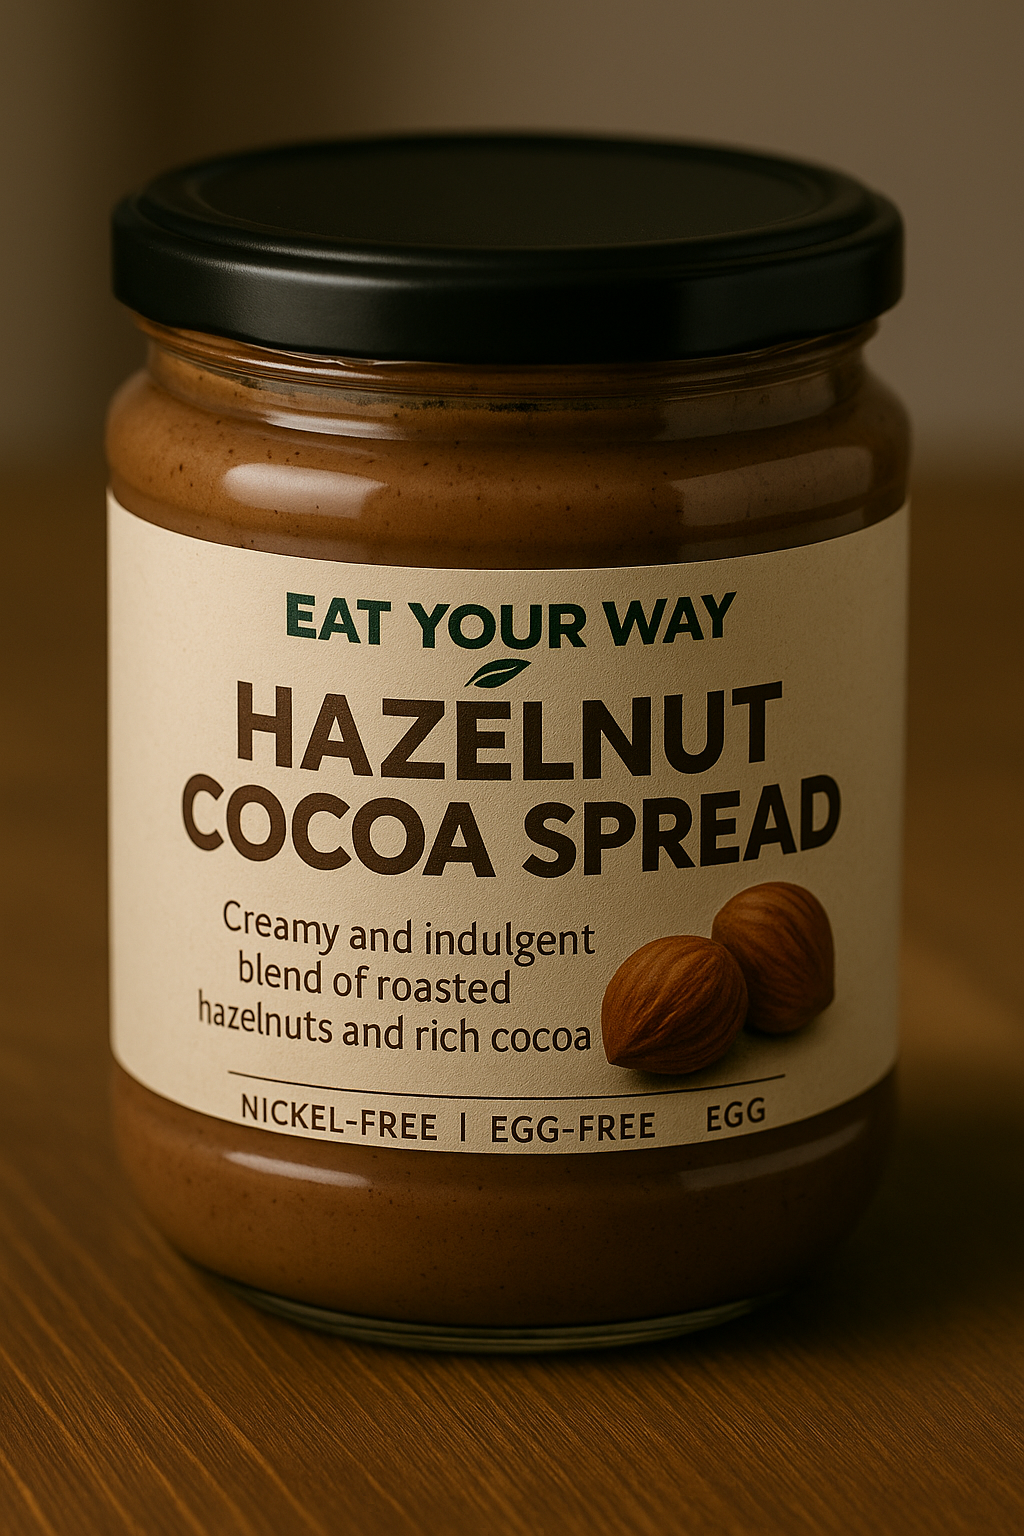 EAT YOUR WAY
HAZELNUT
COCOA SPREAD
Creamy and indulgent
blend of roasted
hazelnuts and rich cocoa
NICKEL-FREE | EGG-FREE EGG